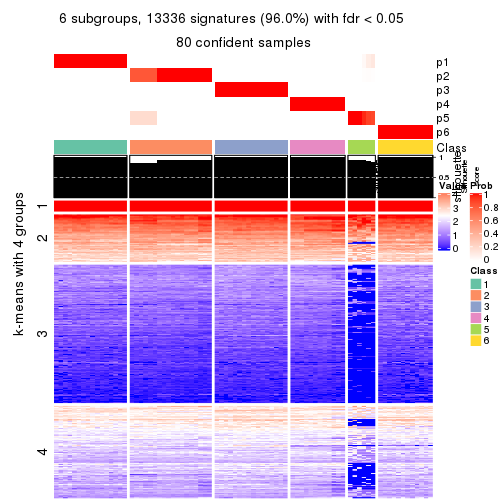 6 subgroups, 13336 signatures (96.0%) with fdr < 0.05
80 confident samples
p1
p2
p3
p4
p5
p6
Class
1
0.5
silhouette
score
k-means with 4 groups
1
2
3
4
Value
4
3
2
1
0
Prob
1
0.8
0.6
0.4
0.2
0
Class
1
2
3
4
5
6